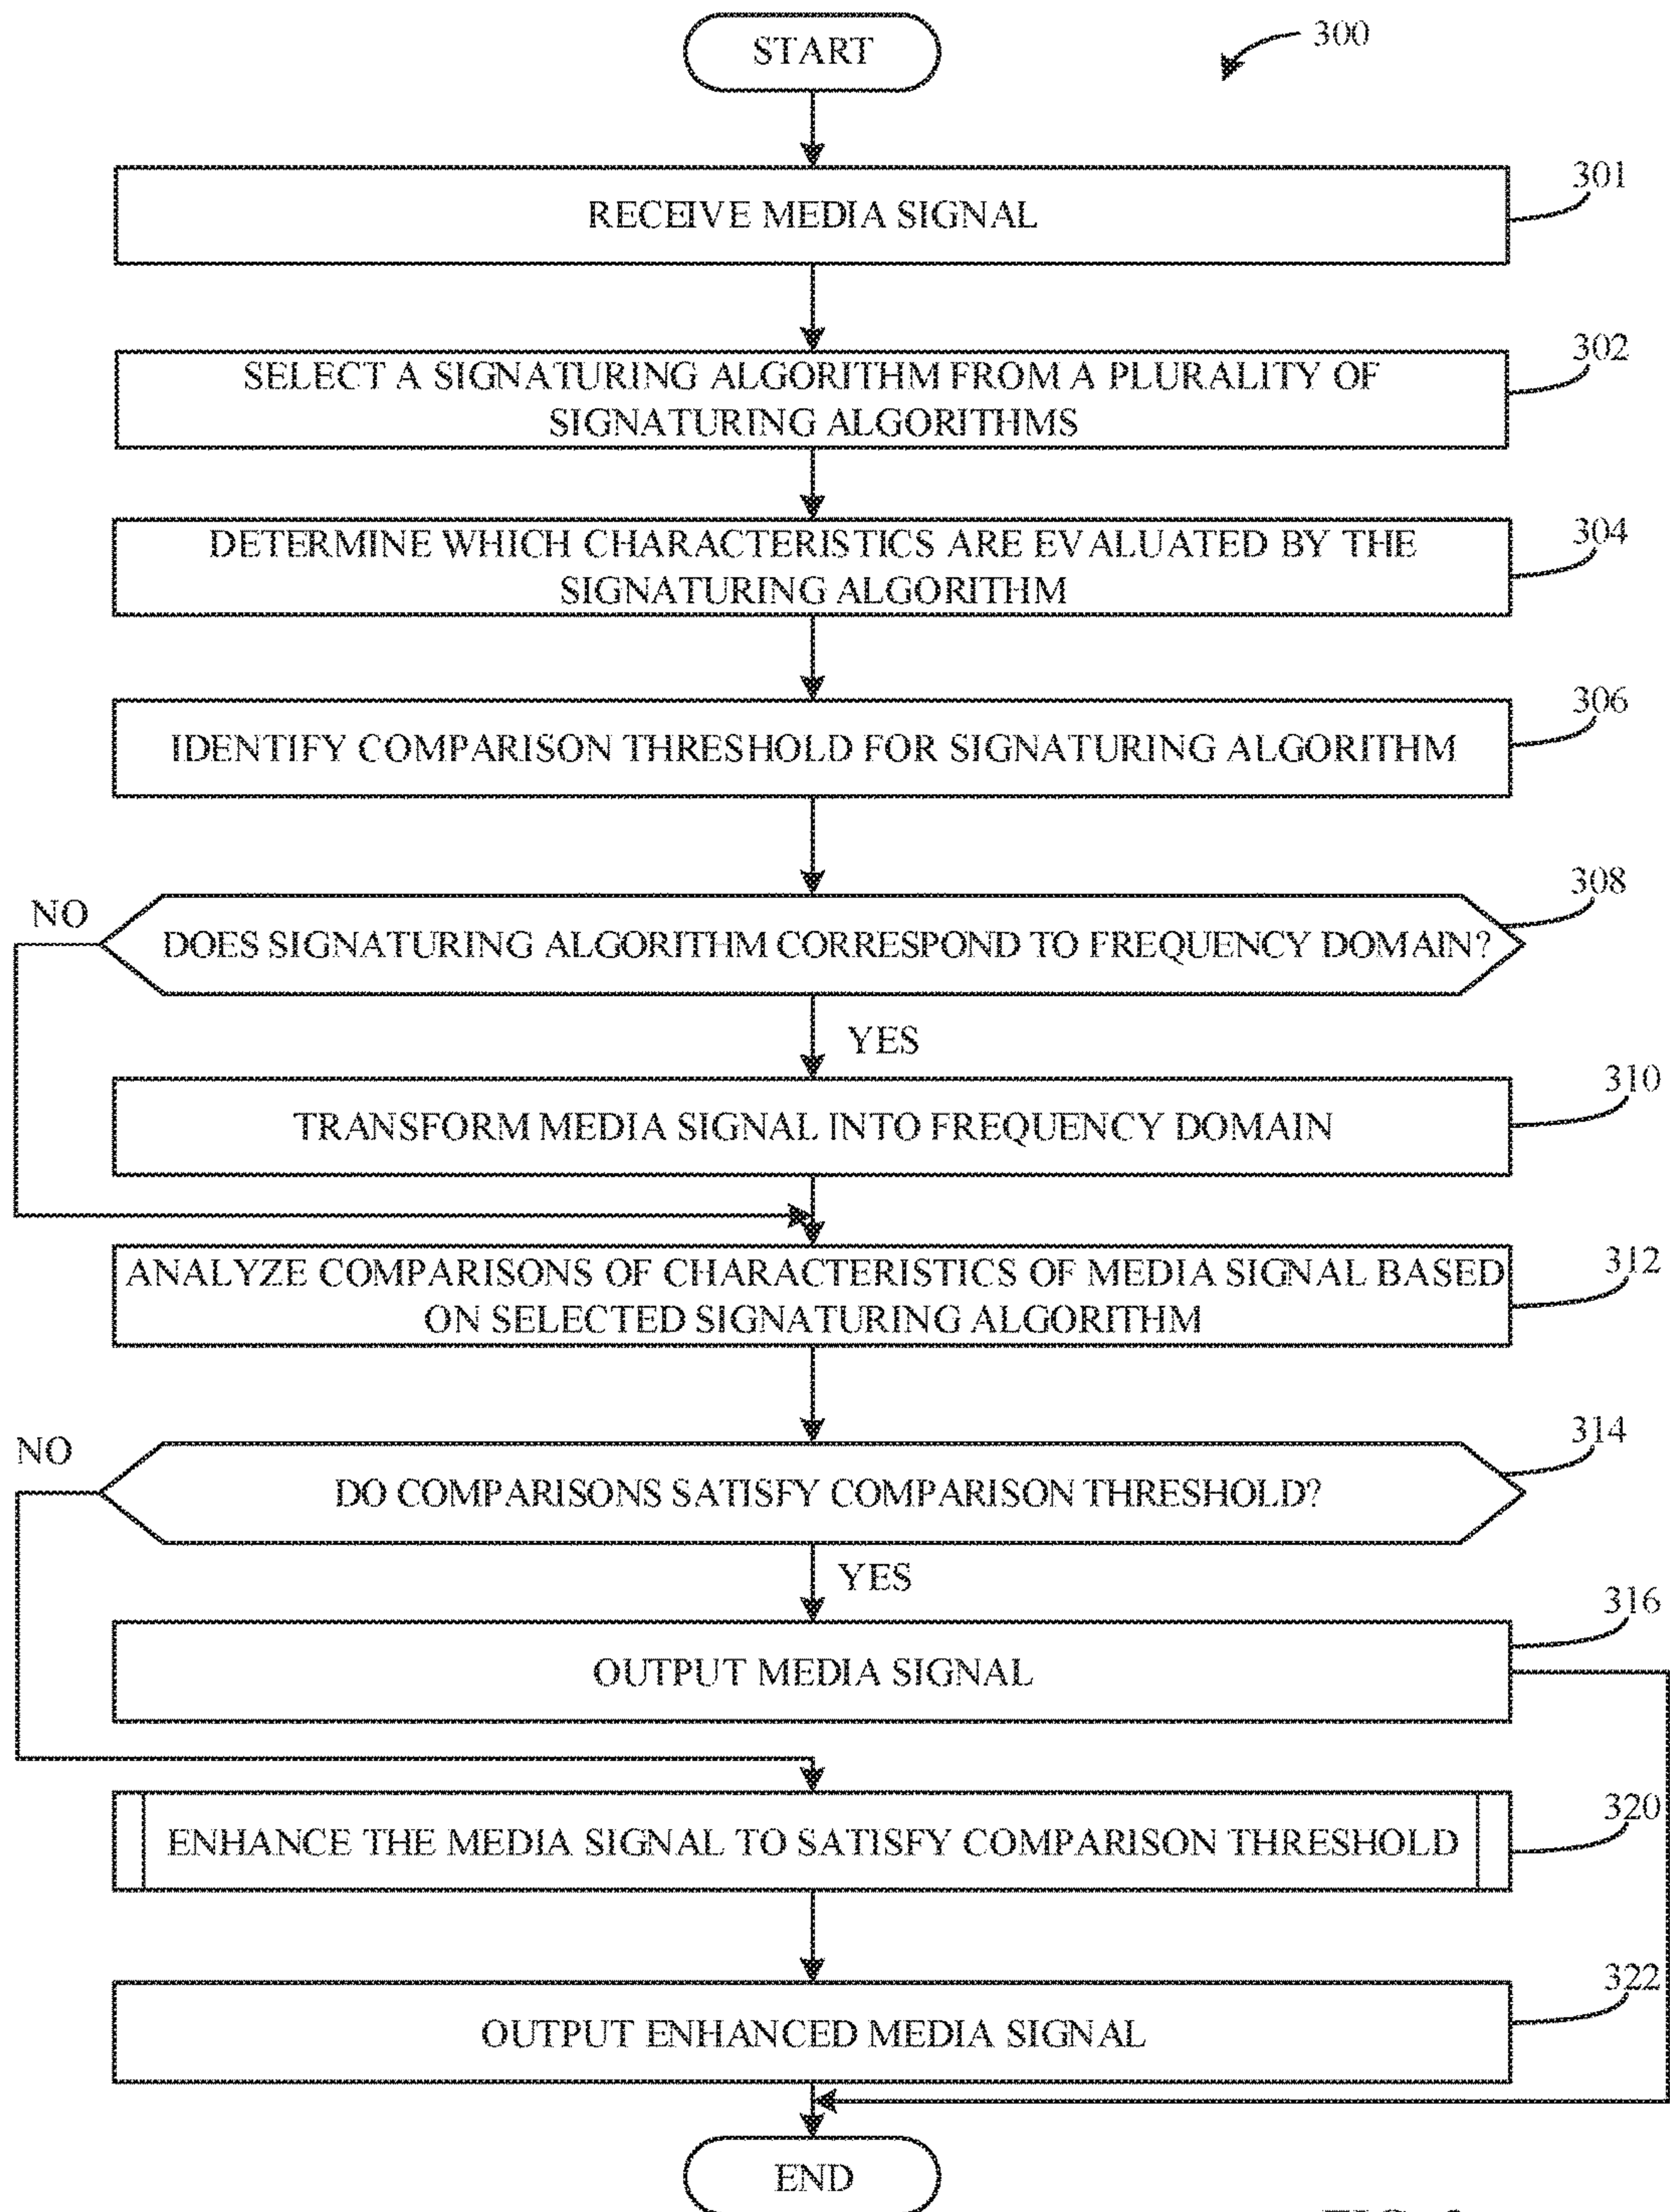 START
300
301
RECEIVE MEDIA SIGNAL
302
SELECT A SIGNATURING ALGORITHM FROM A PLURALITY OF
SIGNATURING ALGORITHMS
304
DETERMINE WHICH CHARACTERISTICS ARE EVALUATED BY THE
SIGNATURING ALGORITHM
306
IDENTIFY COMPARISON THRESHOLD FOR SIGNATURING ALGORITHM
308
NO
DOES SIGNATURING ALGORITHM CORRESPOND TO FREQUENCY DOMAIN?
YES
310
TRANSFORM MEDIA SIGNAL INTO FREQUENCY DOMAIN
312
ANALYZE COMPARISONS OF CHARACTERISTICS OF MEDIA SIGNAL BASED
ON SELECTED SIGNATURING ALGORITHM
314
NO
DO COMPARISONS SATISFY COMPARISON THRESHOLD?
YES
316
OUTPUT MEDIA SIGNAL
320
ENHANCE THE MEDIA SIGNAL TO SATISFY COMPARISON THRESHOLD
322
OUTPUT ENHANCED MEDIA SIGNAL
END